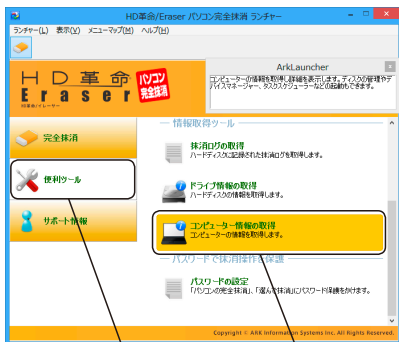 HD革命/Eraser パソコン完全抹消 ランチャー
ランチャー(L) 表示(V) メニューマップ(M) ヘルプ(H)
ArkLauncher
コンピューターの情報を取得し詳細を表示します。ディスクの管理やデバイスマネージャー、タスクスケジューラーなどの起動もできます。
HD革命 パソコン
Eraser 完全抹消
HD革命/イレーサー
完全抹消
便利ツール
サポート情報
情報取得ツール
抹消ログの取得
ハードディスクに記録された抹消ログを取得します。
ドライブ情報の取得
ハードディスクの情報を取得します。
コンピューター情報の取得
コンピューターの情報を取得します。
パスワードで抹消操作を保護
パスワードの設定
「パソコンの完全抹消」、「選んで抹消」にパスワード保護をかけます。
Copyright © ARK Information Systems Inc. All Rights Reserved.